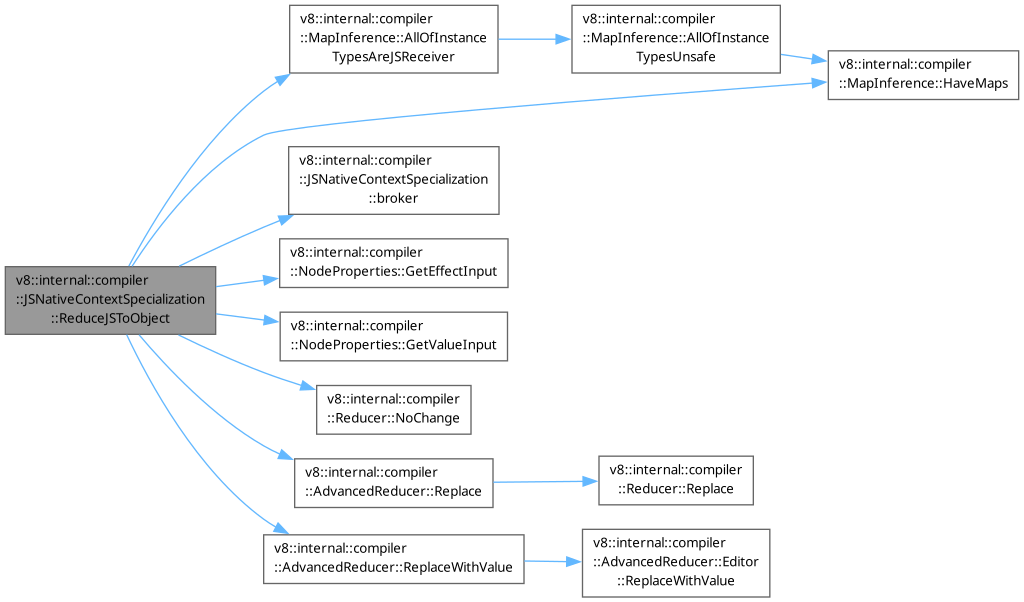 v8::internal::compiler
::MapInference::AllOfInstance
TypesAreJSReceiver
v8::internal::compiler
::MapInference::AllOfInstance
TypesUnsafe
v8::internal::compiler
::MapInference::HaveMaps
v8::internal::compiler
::JSNativeContextSpecialization
::broker
v8::internal::compiler
::NodeProperties::GetEffectInput
v8::internal::compiler
::JSNativeContextSpecialization
::ReduceJSToObject
v8::internal::compiler
::NodeProperties::GetValueInput
v8::internal::compiler
::Reducer::NoChange
v8::internal::compiler
::AdvancedReducer::Replace
v8::internal::compiler
::Reducer::Replace
v8::internal::compiler
::AdvancedReducer::ReplaceWithValue
v8::internal::compiler
::AdvancedReducer::Editor
::ReplaceWithValue